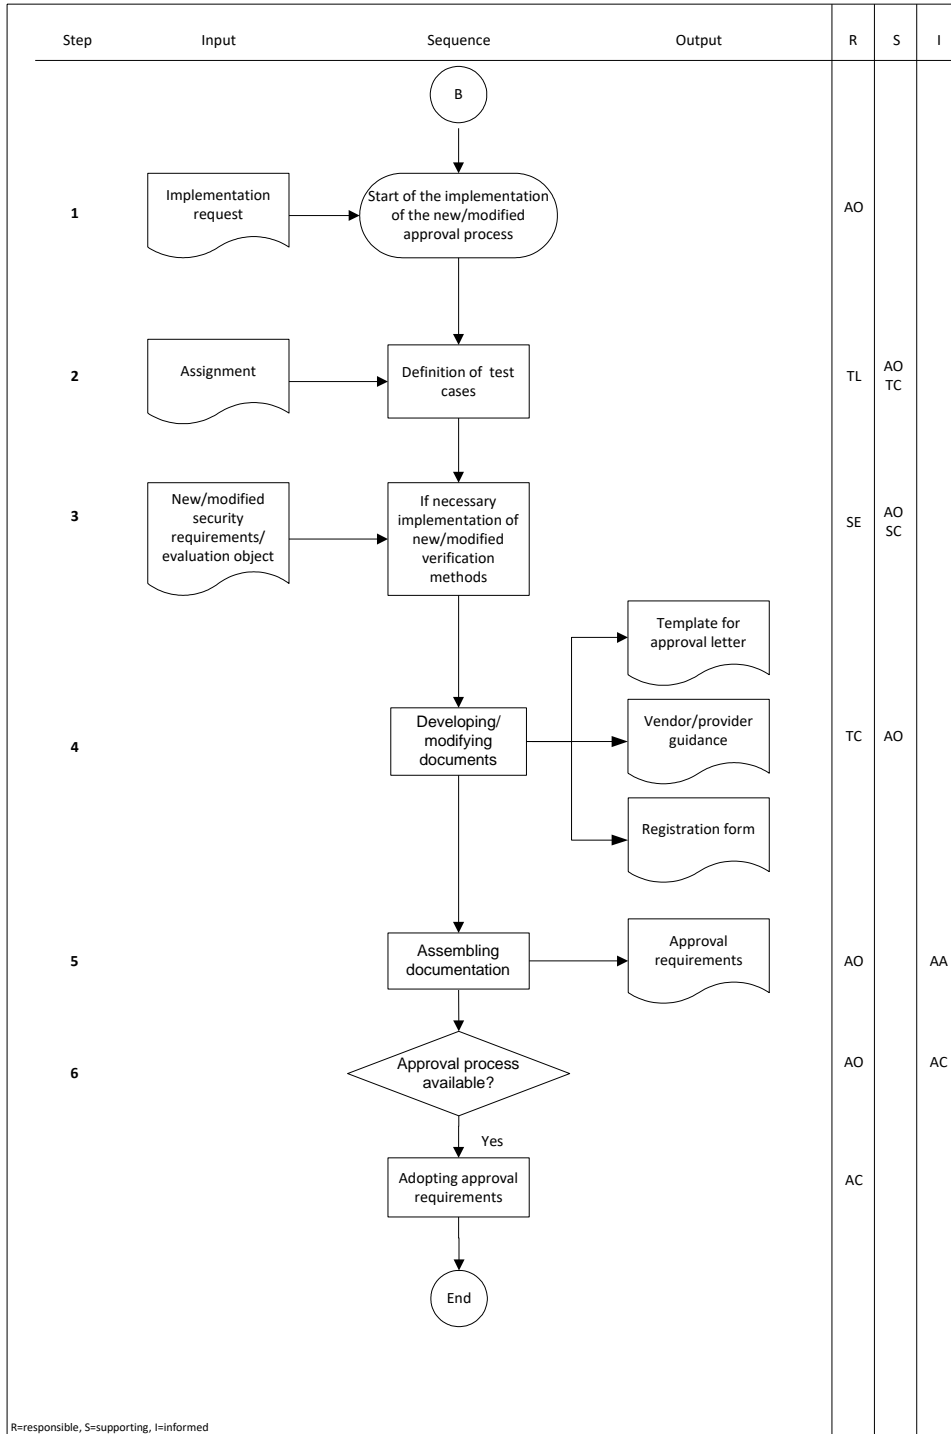 Step Input Sequence Output R S I
B
1
Implementation
request
Start of the implementation
of the new/modified
approval process
AO
2
Assignment
Definition of test
cases
TL
AO
TC
3
New/modified
security
requirements/
evaluation object
If necessary
implementation of
new/modified
verification
methods
SE
AO
SC
Template for
approval letter
4
Developing/
modifying
documents
Vendor/provider
guidance
TC
AO
Registration form
5
Assembling
documentation
Approval
requirements
AO
AA
6
Approval process
available?
AO
AC
Yes
Adopting approval
requirements
AC
End
R=responsible, S=supporting, I=informed